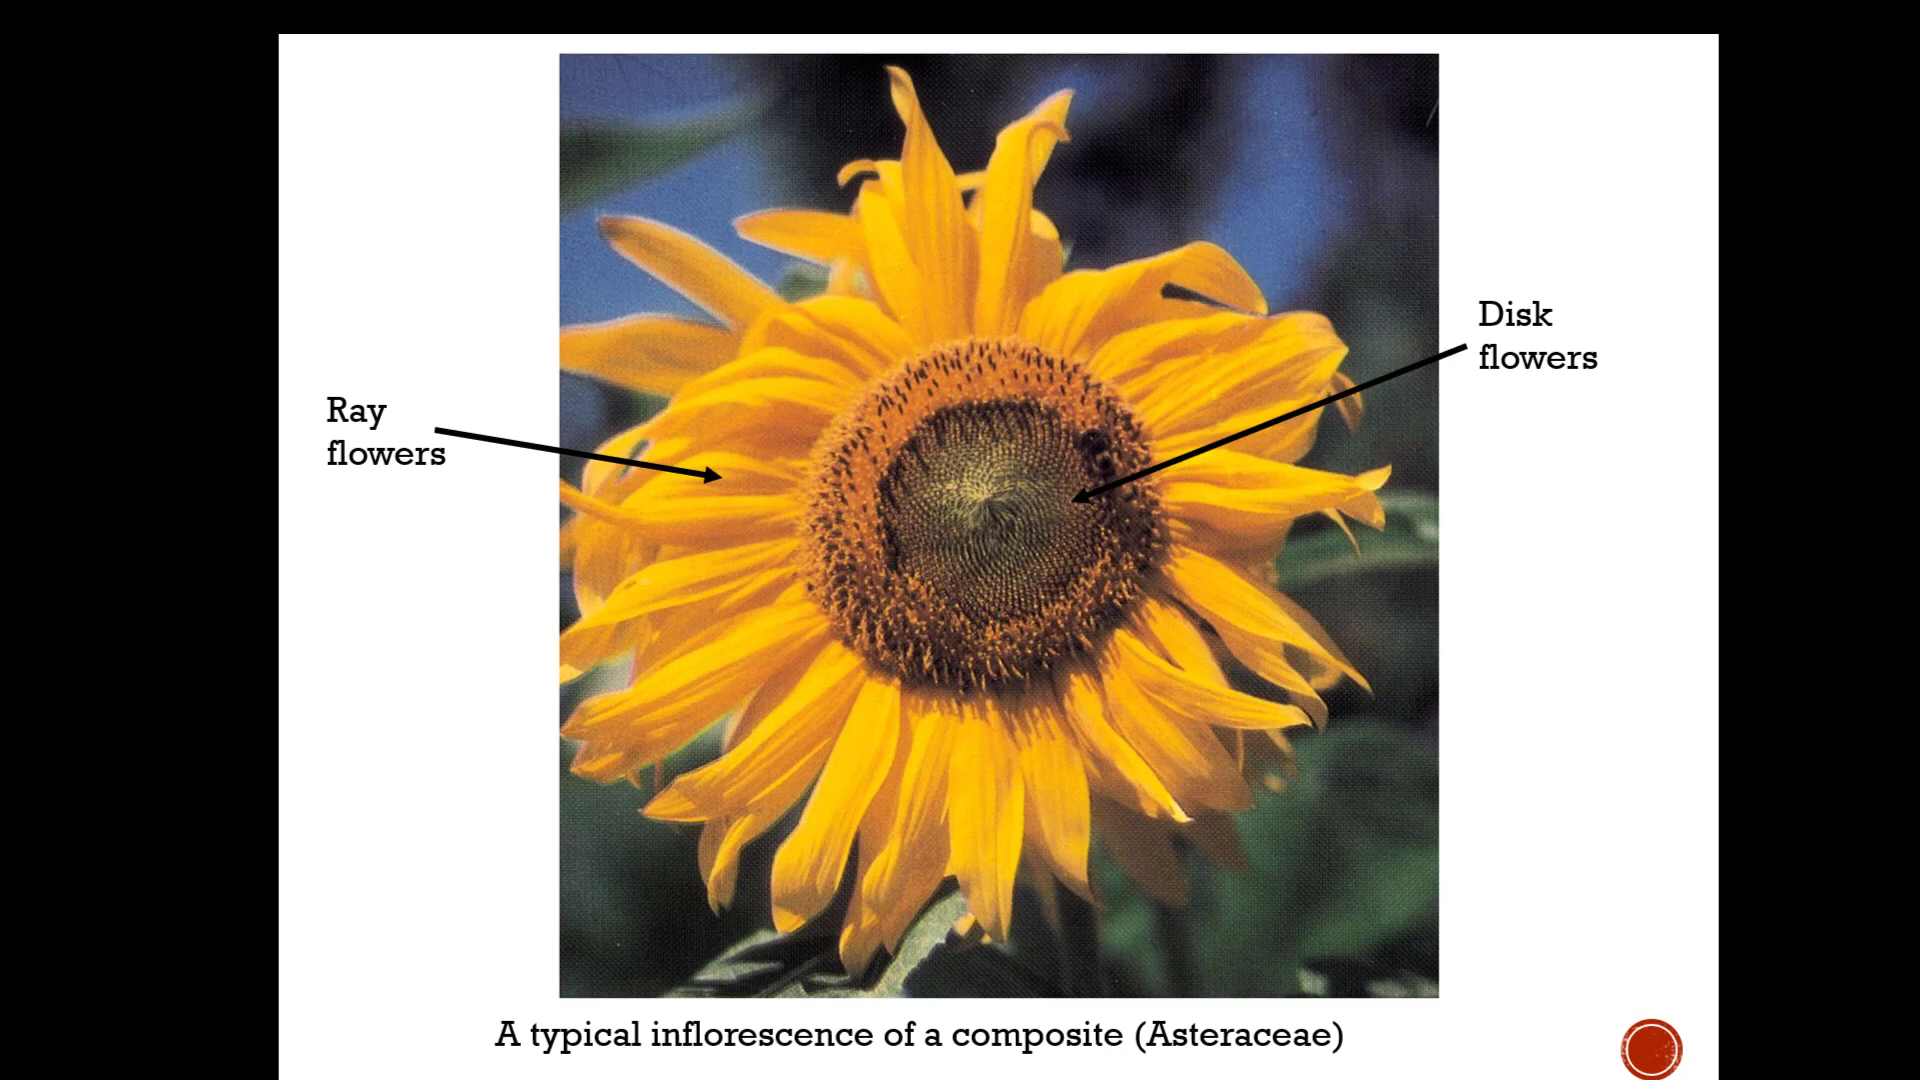 Disk
flowers
Ray
flowers
A typical inflorescence of a composite (Asteraceae)